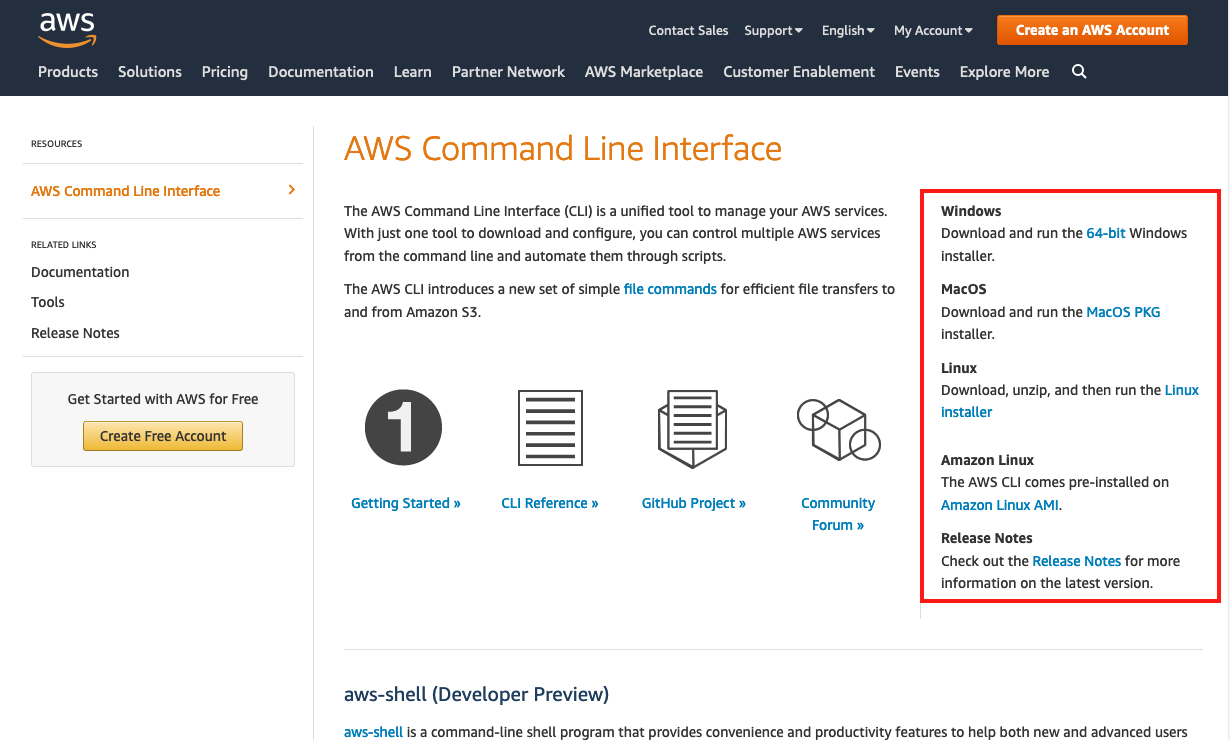 aws
Contact Sales Support English My Account Create an AWS Account
Products Solutions Pricing Documentation Learn Partner Network AWS Marketplace Customer Enablement Events Explore More
RESOURCES
AWS Command Line Interface
RELATED LINKS
Documentation
Tools
Release Notes
Get Started with AWS for Free
Create Free Account
AWS Command Line Interface
The AWS Command Line Interface (CLI) is a unified tool to manage your AWS services.
With just one tool to download and configure, you can control multiple AWS services
from the command line and automate them through scripts.
The AWS CLI introduces a new set of simple file commands for efficient file transfers to
and from Amazon S3.
1
Getting Started »
CLI Reference »
GitHub Project »
Community
Forum »
Windows
Download and run the 64-bit Windows
installer.
MacOS
Download and run the MacOS PKG
installer.
Linux
Download, unzip, and then run the Linux
installer
Amazon Linux
The AWS CLI comes pre-installed on
Amazon Linux AMI.
Release Notes
Check out the Release Notes for more
information on the latest version.
aws-shell (Developer Preview)
aws-shell is a command-line shell program that provides convenience and productivity features to help both new and advanced users